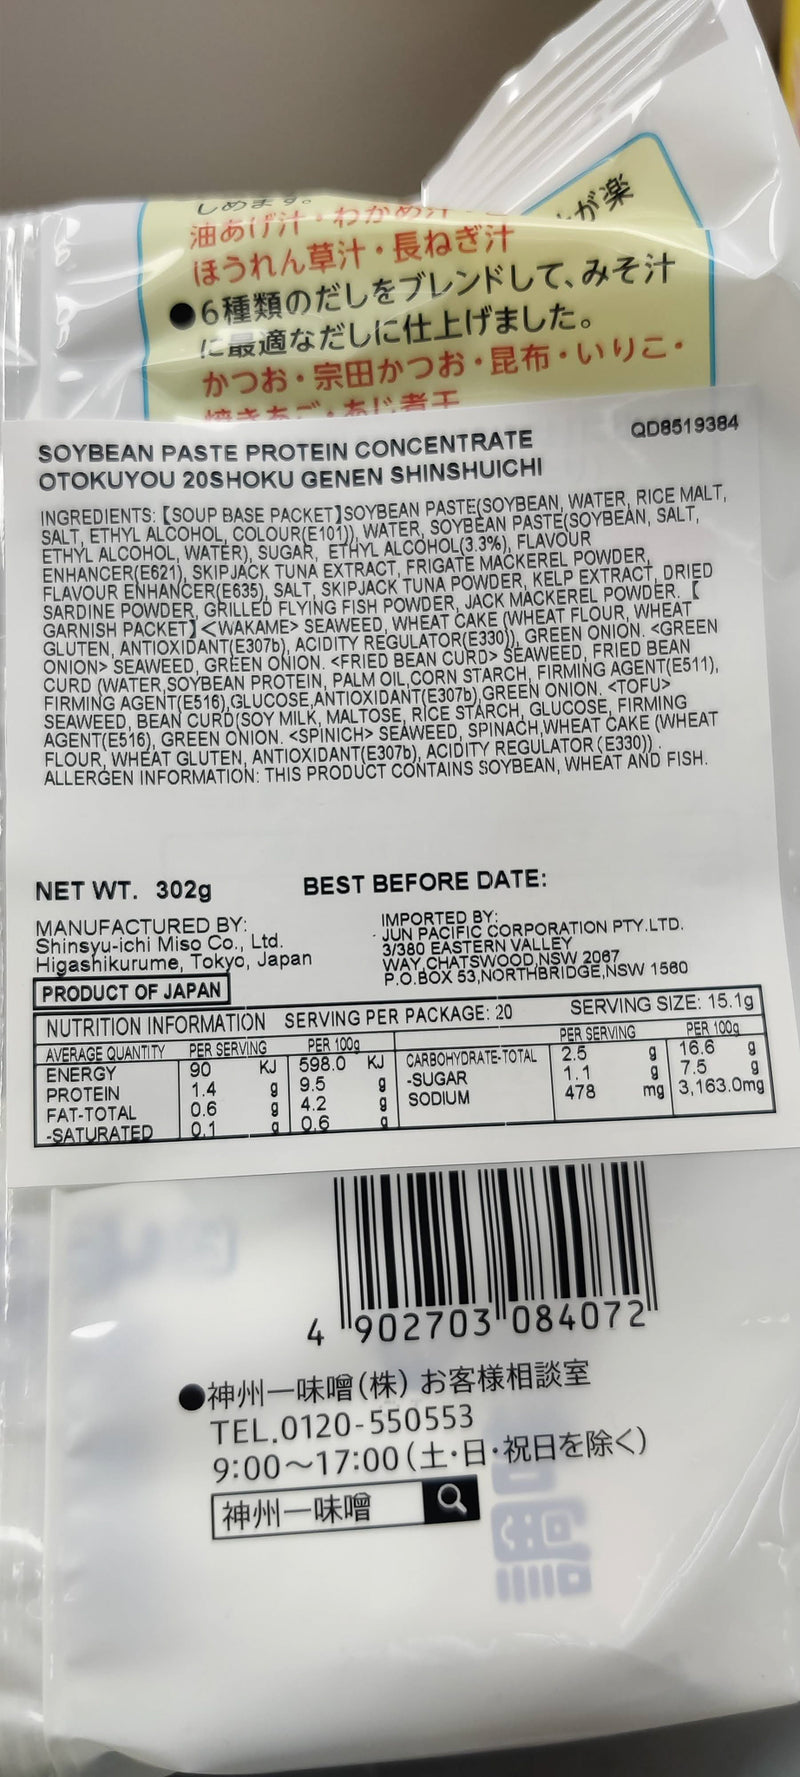 しめます。
油あげ汁・わかめ汁・
が楽
ほうれん草汁・長ねぎ汁
●6種類のだしをブレンドして、みそ汁
に最適なだしに仕上げました。
かつお・宗田かつお・昆布・いりこ・
焼きあご・あじ煮干
SOYBEAN PASTE PROTEIN CONCENTRATE
QD8519384
OTOKUYOU 20SHOKU GENEN SHINSHUICHI
INGREDIENTS:【SOUP BASE PACKET】SOYBEAN PASTE(SOYBEAN, WATER, RICE MALT,
SALT, ETHYL ALCOHOL, COLOUR(E101)), WATER, SOYBEAN PASTE(SOYBEAN, SALT,
ETHYL ALCOHOL, WATER), SUGAR, ETHYL ALCOHOL(3.3%), FLAVOUR
ENHANCER(E621), SKIPJACK TUNA EXTRACT, FRIGATE MACKEREL POWDER,
FLAVOUR ENHANCER(E635), SALT, SKIPJACK TUNA POWDER, KELP EXTRACT, DRIED
SARDINE POWDER, GRILLED FLYING FISH POWDER, JACK MACKEREL POWDER.【
GARNISH PACKET】<WAKAME> SEAWEED, WHEAT CAKE (WHEAT FLOUR, WHEAT
GLUTEN, ANTIOXIDANT(E307b), ACIDITY REGULATOR(E330)), GREEN ONION. <GREEN
ONION> SEAWEED, GREEN ONION. <FRIED BEAN CURD> SEAWEED, FRIED BEAN
CURD (WATER,SOYBEAN PROTEIN, PALM OIL,CORN STARCH, FIRMING AGENT(E511),
FIRMING AGENT(E516),GLUCOSE,ANTIOXIDANT(E307b),GREEN ONION. <TOFU>
SEAWEED, BEAN CURD(SOY MILK, MALTOSE, RICE STARCH, GLUCOSE, FIRMING
AGENT(E516), GREEN ONION. <SPINICH> SEAWEED, SPINACH,WHEAT CAKE (WHEAT
FLOUR, WHEAT GLUTEN, ANTIOXIDANT(E307b), ACIDITY REGULATOR (E330)).
ALLERGEN INFORMATION: THIS PRODUCT CONTAINS SOYBEAN, WHEAT AND FISH.
NET WT. 302g
BEST BEFORE DATE:
MANUFACTURED BY:
Shinsyu-ichi Miso Co., Ltd.
Higashikurume, Tokyo, Japan
IMPORTED BY:
JUN PACIFIC CORPORATION PTY.LTD.
3/380 EASTERN VALLEY
WAY,CHATSWOOD,NSW 2067
P.O.BOX 53,NORTHBRIDGE,NSW 1560
PRODUCT OF JAPAN
NUTRITION INFORMATION SERVING PER PACKAGE: 20 SERVING SIZE: 15.1g
AVERAGE QUANTITY PER SERVING PER 100g PER SERVING PER 100g
ENERGY 90 KJ 598.0 KJ CARBOHYDRATE-TOTAL 2.5 g 16.6 g
PROTEIN 1.4 g 9.5 g -SUGAR 1.1 g 7.5 g
FAT-TOTAL 0.6 g 4.2 g SODIUM 478 mg 3,163.0mg
-SATURATED 0.1 g 0.6 g
4 902703 084072
●神州一味噌(株)お客様相談室
TEL.0120-550553
9:00〜17:00(土・日・祝日を除く)
神州一味噌